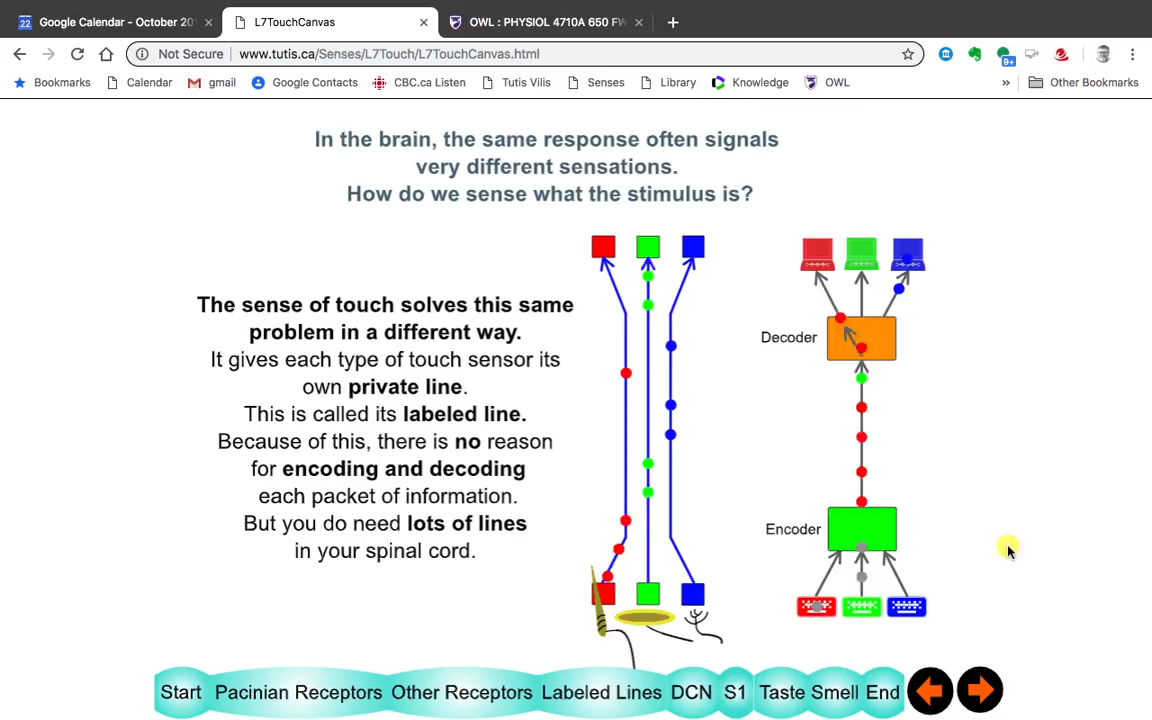 22 Google Calendar - October 20
L7TouchCanvas
OWL : PHYSIOL 4710A 650 FW
Not Secure
www.tutis.ca/Senses/L7Touch/L7TouchCanvas.html
9+
Bookmarks Calendar gmail Google Contacts CBC.ca Listen Tutis Vilis Senses Library Knowledge OWL » Other Bookmarks
In the brain, the same response often signals
very different sensations.
How do we sense what the stimulus is?
The sense of touch solves this same
problem in a different way.
It gives each type of touch sensor its
own private line.
This is called its labeled line.
Because of this, there is no reason
for encoding and decoding
each packet of information.
But you do need lots of lines
in your spinal cord.
Decoder
Encoder
Start Pacinian Receptors Other Receptors Labeled Lines DCN S1 Taste Smell End